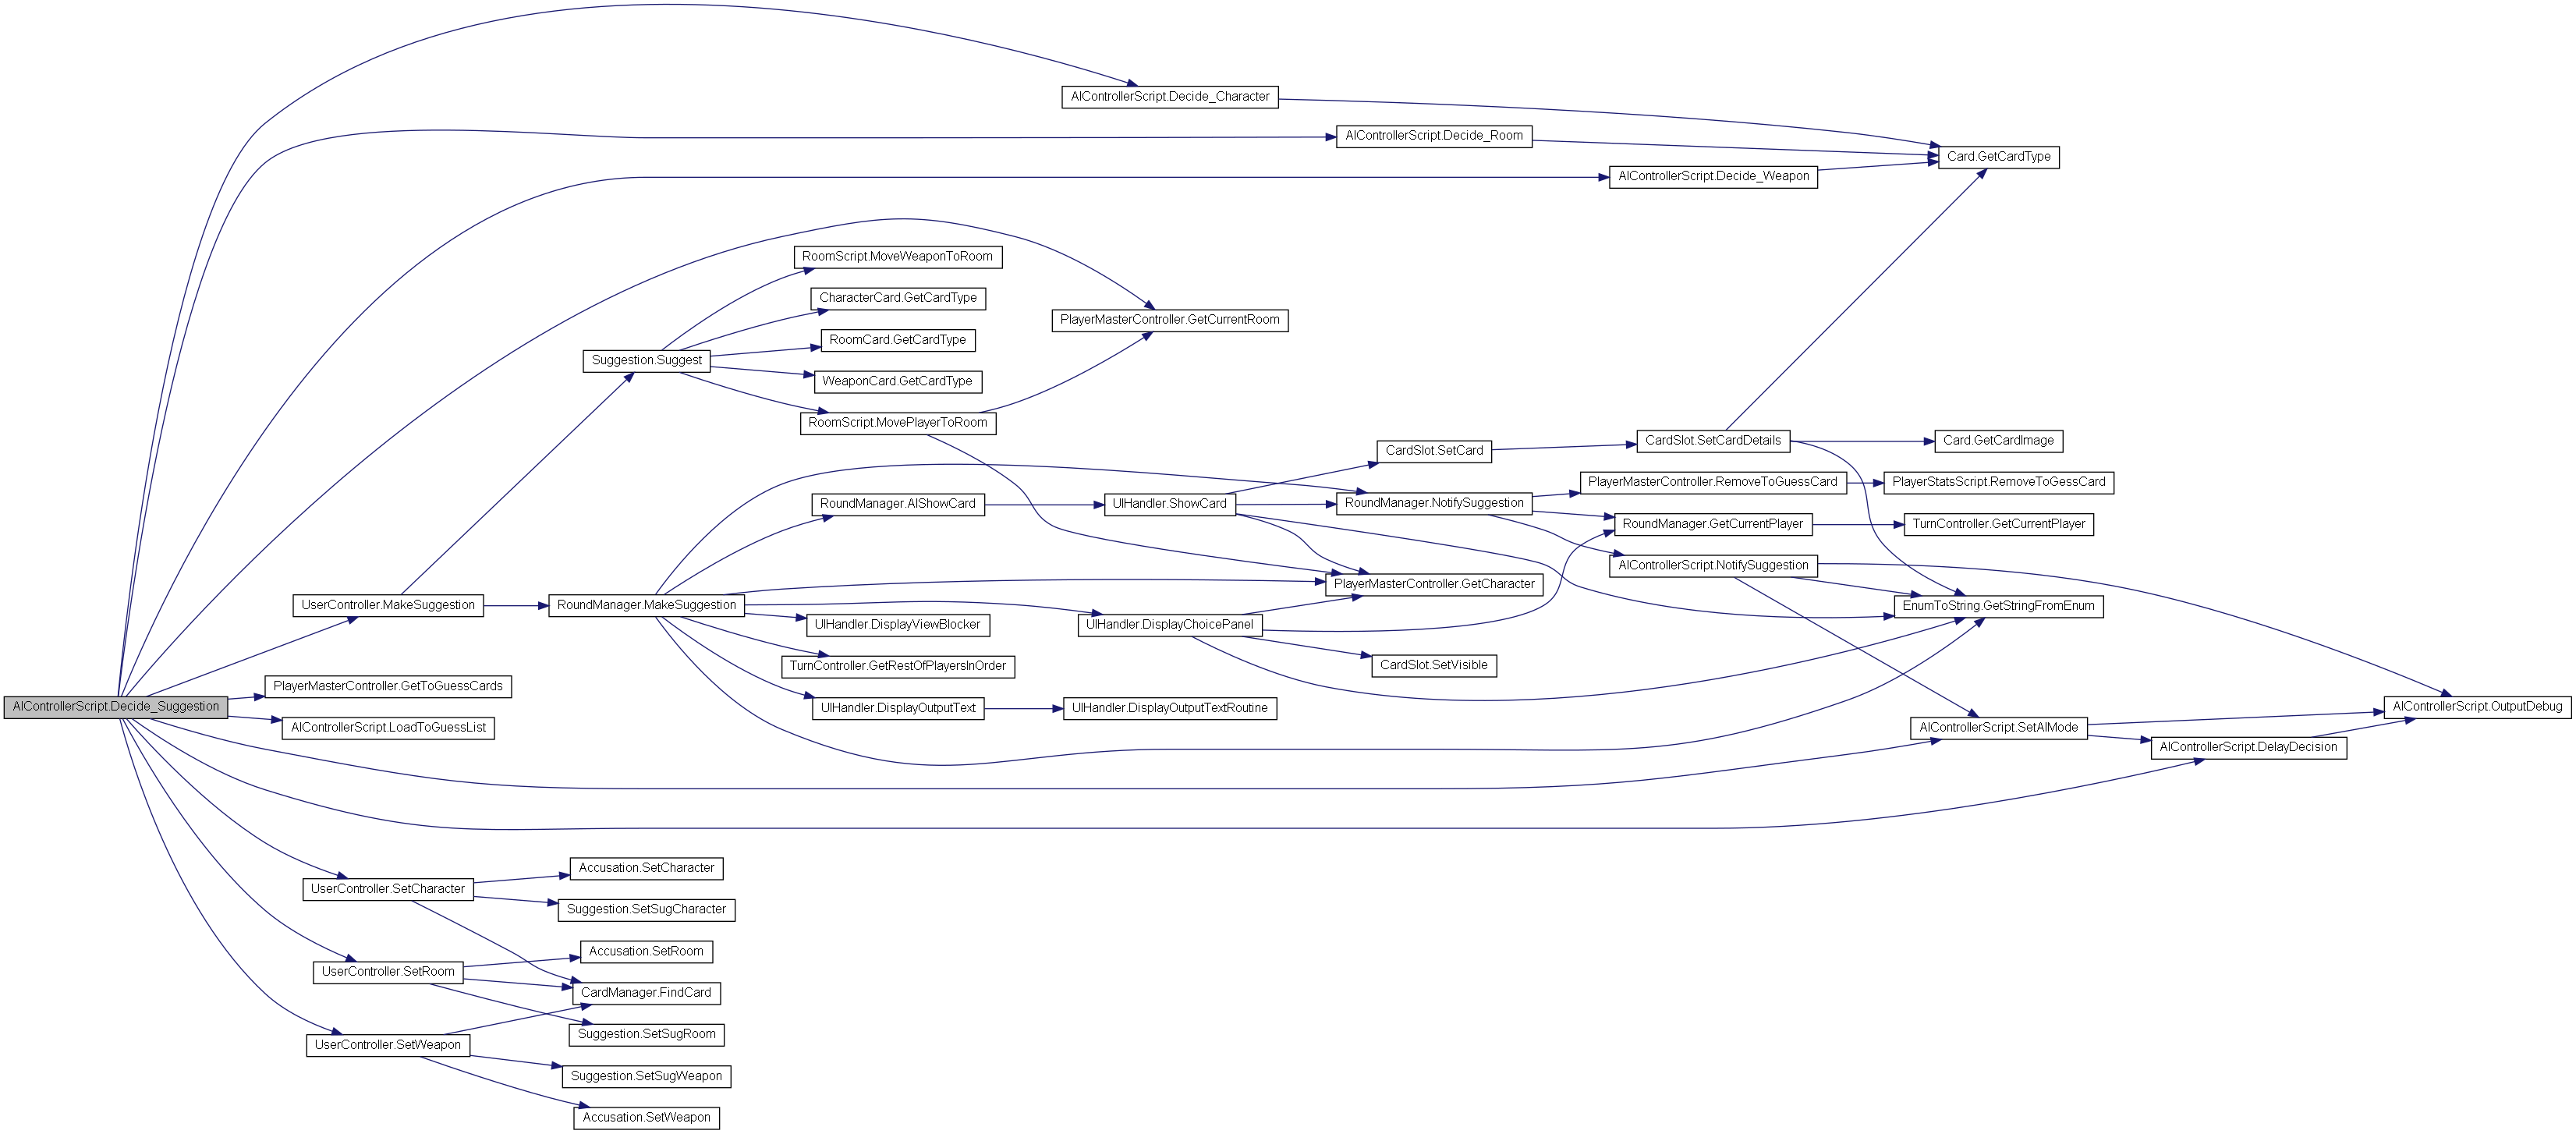 AIControllerScript.Decide_Character
AIControllerScript.Decide_Room
Card.GetCardType
AIControllerScript.Decide_Weapon
RoomScript.MoveWeaponToRoom
CharacterCard.GetCardType
PlayerMasterController.GetCurrentRoom
RoomCard.GetCardType
Suggestion.Suggest
WeaponCard.GetCardType
RoomScript.MovePlayerToRoom
CardSlot.SetCardDetails
Card.GetCardImage
CardSlot.SetCard
PlayerMasterController.RemoveToGuessCard
PlayerStatsScript.RemoveToGessCard
RoundManager.AIShowCard
UIHandler.ShowCard
RoundManager.NotifySuggestion
RoundManager.GetCurrentPlayer
TurnController.GetCurrentPlayer
AIControllerScript.NotifySuggestion
PlayerMasterController.GetCharacter
UserController.MakeSuggestion
RoundManager.MakeSuggestion
EnumToString.GetStringFromEnum
UIHandler.DisplayViewBlocker
UIHandler.DisplayChoicePanel
TurnController.GetRestOfPlayersInOrder
CardSlot.SetVisible
PlayerMasterController.GetToGuessCards
AIControllerScript.Decide_Suggestion
UIHandler.DisplayOutputText
UIHandler.DisplayOutputTextRoutine
AIControllerScript.OutputDebug
AIControllerScript.LoadToGuessList
AIControllerScript.SetAIMode
AIControllerScript.DelayDecision
Accusation.SetCharacter
UserController.SetCharacter
Suggestion.SetSugCharacter
Accusation.SetRoom
UserController.SetRoom
CardManager.FindCard
Suggestion.SetSugRoom
UserController.SetWeapon
Suggestion.SetSugWeapon
Accusation.SetWeapon